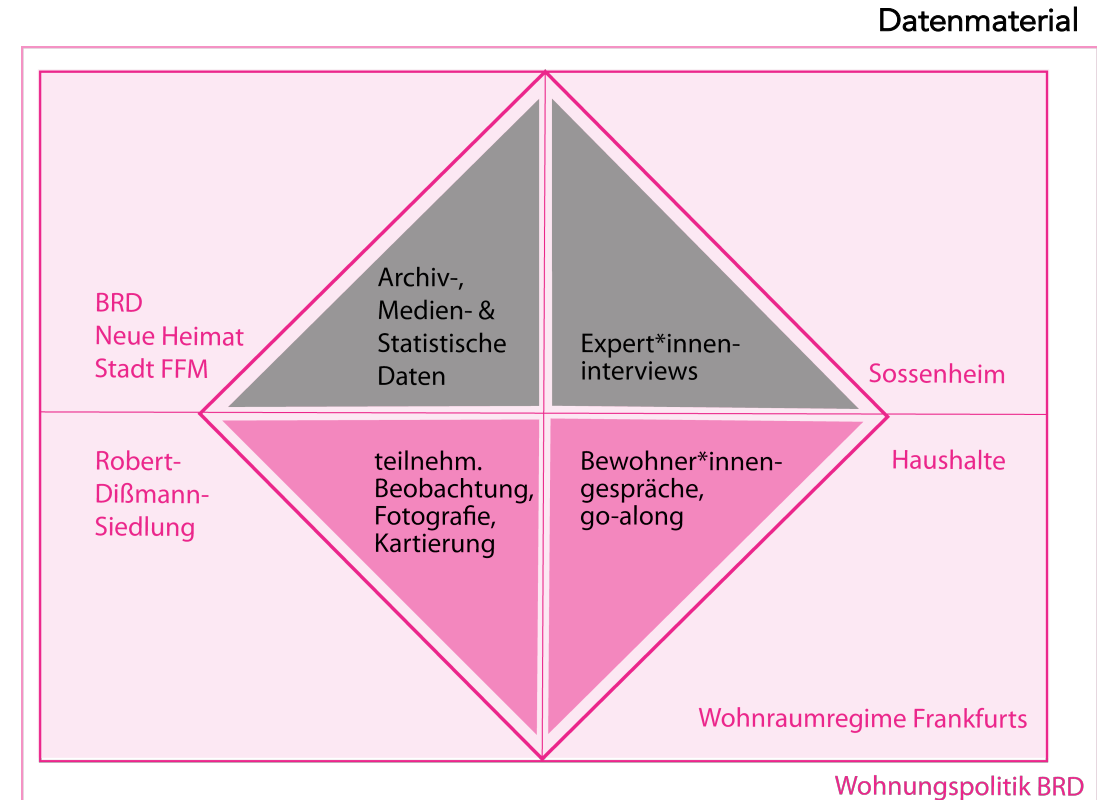 Datenmaterial
BRD
Neue Heimat
Stadt FFM
Archiv-,
Medien- &
Statistische
Daten
Expert*innen-
interviews
Sossenheim
Robert-
Dißmann-
Siedlung
teilnehm.
Beobachtung,
Fotografie,
Kartierung
Bewohner*innen-
gespräche,
go-along
Haushalte
Wohnraumregime Frankfurts
Wohnungspolitik BRD